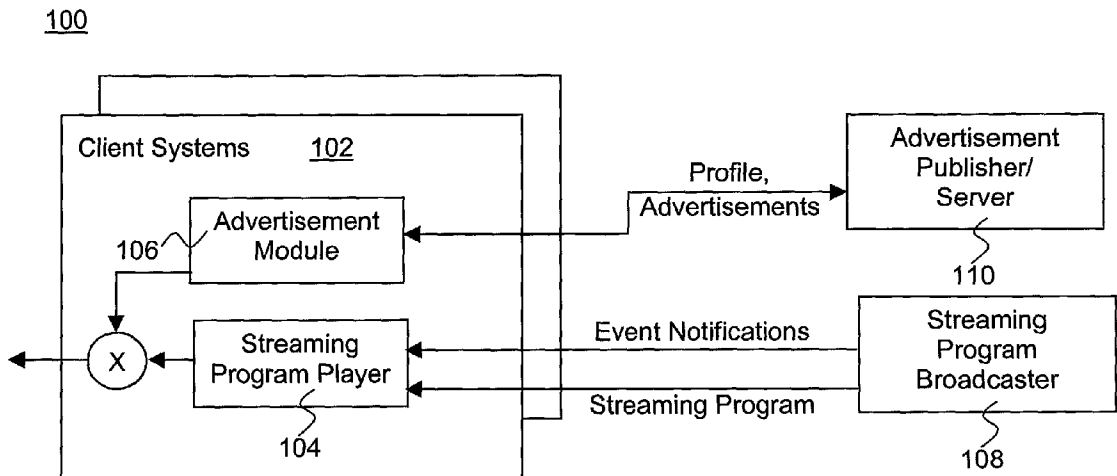 100
Client Systems 102
Advertisement
Module
106
X
Streaming
Program Player
104
Profile,
Advertisements
Advertisement
Publisher/
Server
110
Event Notifications
Streaming Program
Streaming
Program
Broadcaster
108